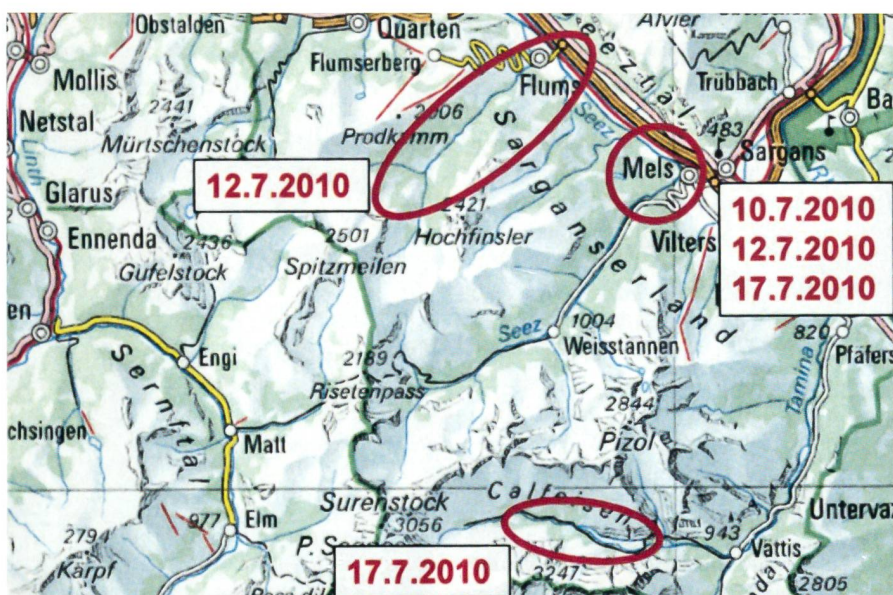 Obstalden
Quarten
Alvier
Seeztal
Flumserberg
Flums
Mollis
Trübbach
2441
2006
Netstal
Prodkamm
Seez
483
Mürtschenstock
Sargans
Linth
Mels
12.7.2010
Glarus
Sarganserland
10.7.2010
12.7.2010
17.7.2010
2421
Ennenda
2436
2501
Hochfinsler
Vilters
Gufelstock
Spitzmeilen
Seez
1004
820
Weisstannen
Pfäfers
Engi
2189
Risetenpass
Tamina
Sernftal
2844
Pizol
chsingen
Matt
Calfeisen
Surenstock
3056
943
Unterva
977
Elm
2794
Vättis
Kärpf
17.7.2010
3247
2805